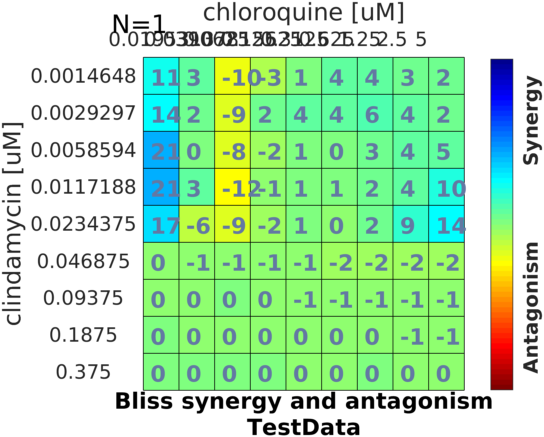 N=1
chloroquine [uM]
2.5 5
0.0014648 11 3 -10 -3 1 4 4 3 2
0.0029297 14 2 -9 2 4 4 6 4 2
0.0058594 21 0 -8 -2 1 0 3 4 5
0.0117188 21 3 -12 -1 1 1 2 4 10
0.0234375 17 -6 -9 -2 1 0 2 9 14
0.046875 0 -1 -1 -1 -1 -2 -2 -2 -2
0.09375 0 0 0 0 -1 -1 -1 -1 -1
0.1875 0 0 0 0 0 0 0 -1 -1
0.375 0 0 0 0 0 0 0 0 0
clindamycin [uM]
Synergy
Antagonism
Bliss synergy and antagonism
TestData